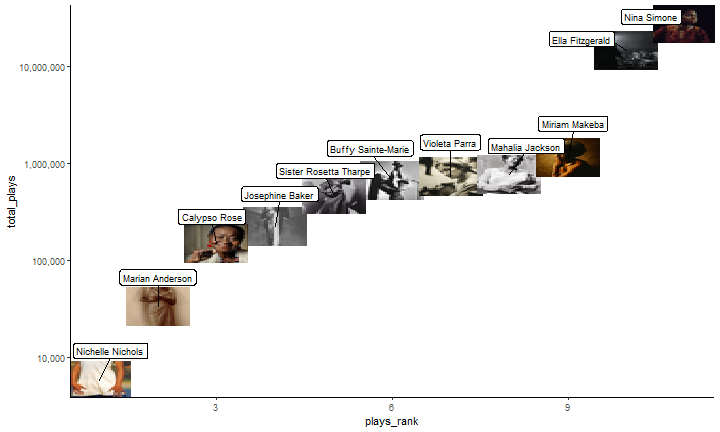 Nina Simone
Ella Fitzgerald
10,000,000
Miriam Makeba
Violeta Parra
Buffy Sainte-Marie
Mahalia Jackson
1,000,000
Sister Rosetta Tharpe
Josephine Baker
total_plays
Calypso Rose
100,000
Marian Anderson
10,000
Nichelle Nichols
3
6
9
plays_rank